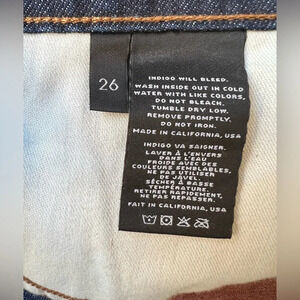 26
INDIGO WILL BLEED.
WASH INSIDE OUT IN COLD
WATER WITH LIKE COLORS,
DO NOT BLEACH,
TUMBLE DRY LOW.
REMOVE PROMPTLY.
DO NOT IRON.
MADE IN CALIFORNIA, USA
INDIGO VA SAIGNER.
LAVER À L'ENVERS
DANS L'EAU
FROIDE AVEC DES
COULEURS SEMBLABLES,
NE PAS UTILISER
DE JAVEL.
SÉCHER À BASSE
TEMPÉRATURE.
RETIRER RAPIDEMENT,
NE PAS REPASSER.
FAIT IN CALIFORNIA, USA